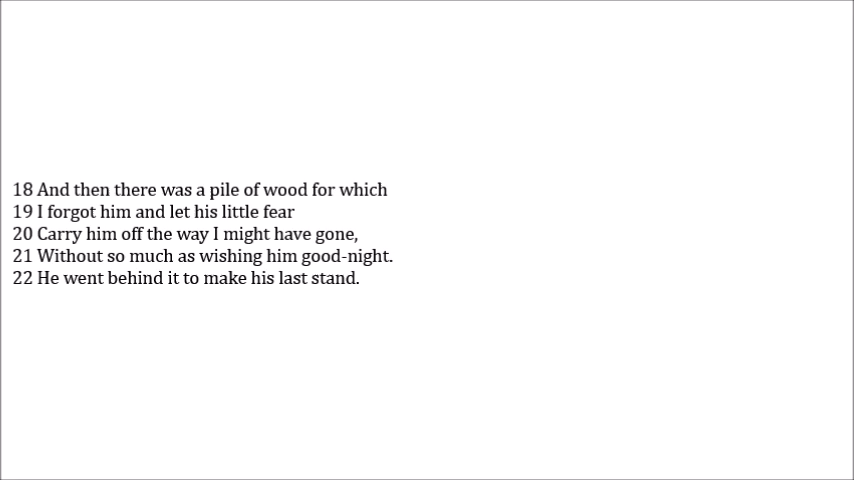 18 And then there was a pile of wood for which
19 I forgot him and let his little fear
20 Carry him off the way I might have gone,
21 Without so much as wishing him good-night.
22 He went behind it to make his last stand.